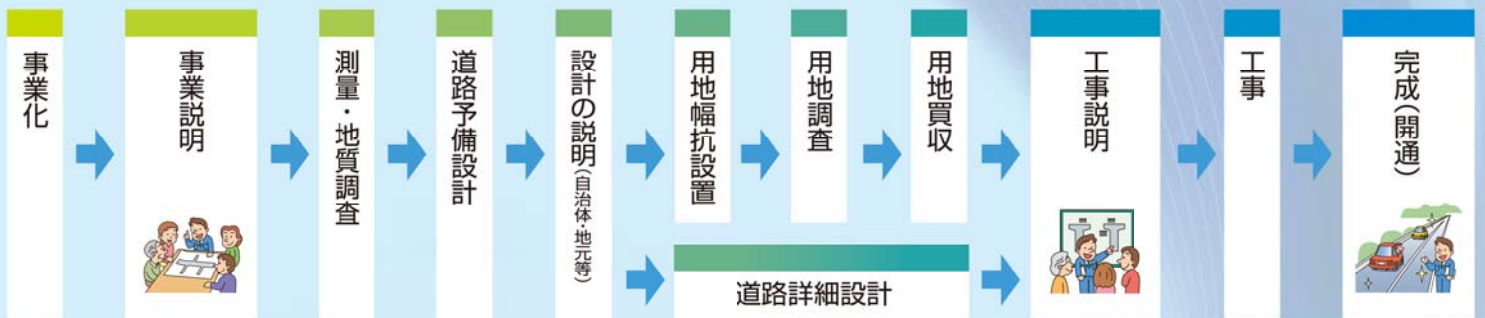 事業化
事業説明
測量・地質調査
道路予備設計
設計の説明(自治体・地元等)
用地幅抗設置
用地調査
用地買収
道路詳細設計
工事説明
工事
完成(開通)